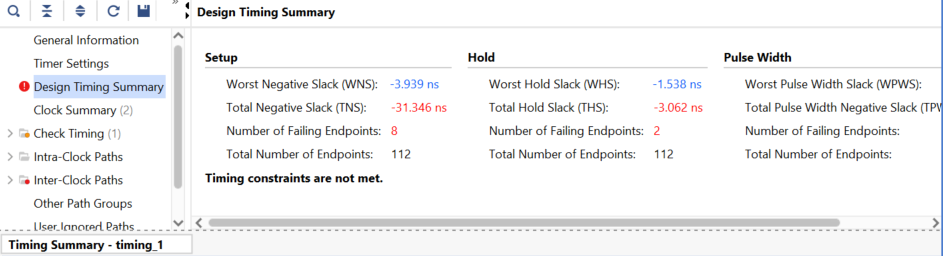 Design Timing Summary
General Information
Timer Settings
Design Timing Summary
Clock Summary (2)
Check Timing (1)
Intra-Clock Paths
Inter-Clock Paths
Other Path Groups
User Ignored Paths
Setup
Worst Negative Slack (WNS): -3.939 ns
Total Negative Slack (TNS): -31.346 ns
Number of Failing Endpoints: 8
Total Number of Endpoints: 112
Hold
Worst Hold Slack (WHS): -1.538 ns
Total Hold Slack (THS): -3.062 ns
Number of Failing Endpoints: 2
Total Number of Endpoints: 112
Pulse Width
Worst Pulse Width Slack (WPWS):
Total Pulse Width Negative Slack (TPW
Number of Failing Endpoints:
Total Number of Endpoints:
Timing constraints are not met.
Timing Summary - timing_1